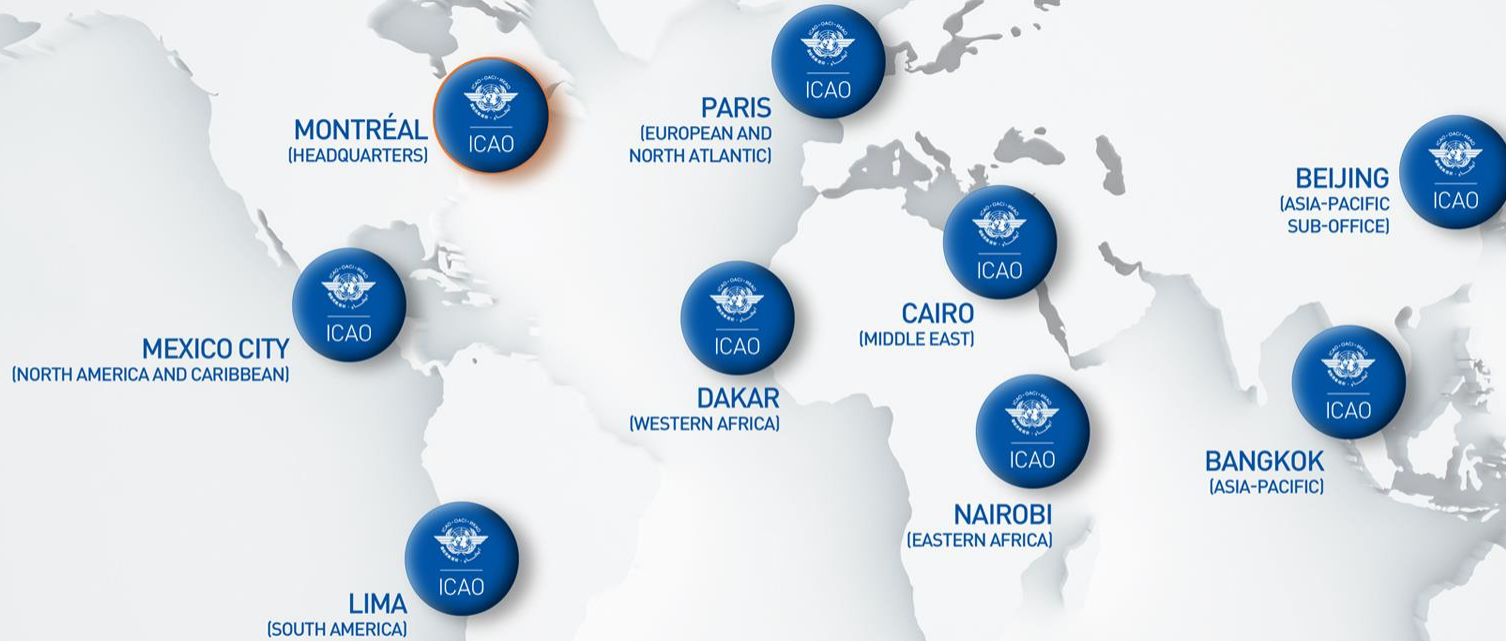 ICAO
MONTRÉAL
(HEADQUARTERS)
ICAO
PARIS
(EUROPEAN AND
NORTH ATLANTIC)
ICAO
BEIJING
(ASIA-PACIFIC
SUB-OFFICE)
ICAO
MEXICO CITY
(NORTH AMERICA AND CARIBBEAN)
ICAO
CAIRO
(MIDDLE EAST)
ICAO
DAKAR
(WESTERN AFRICA)
ICAO
NAIROBI
(EASTERN AFRICA)
ICAO
BANGKOK
(ASIA-PACIFIC)
ICAO
LIMA
(SOUTH AMERICA)